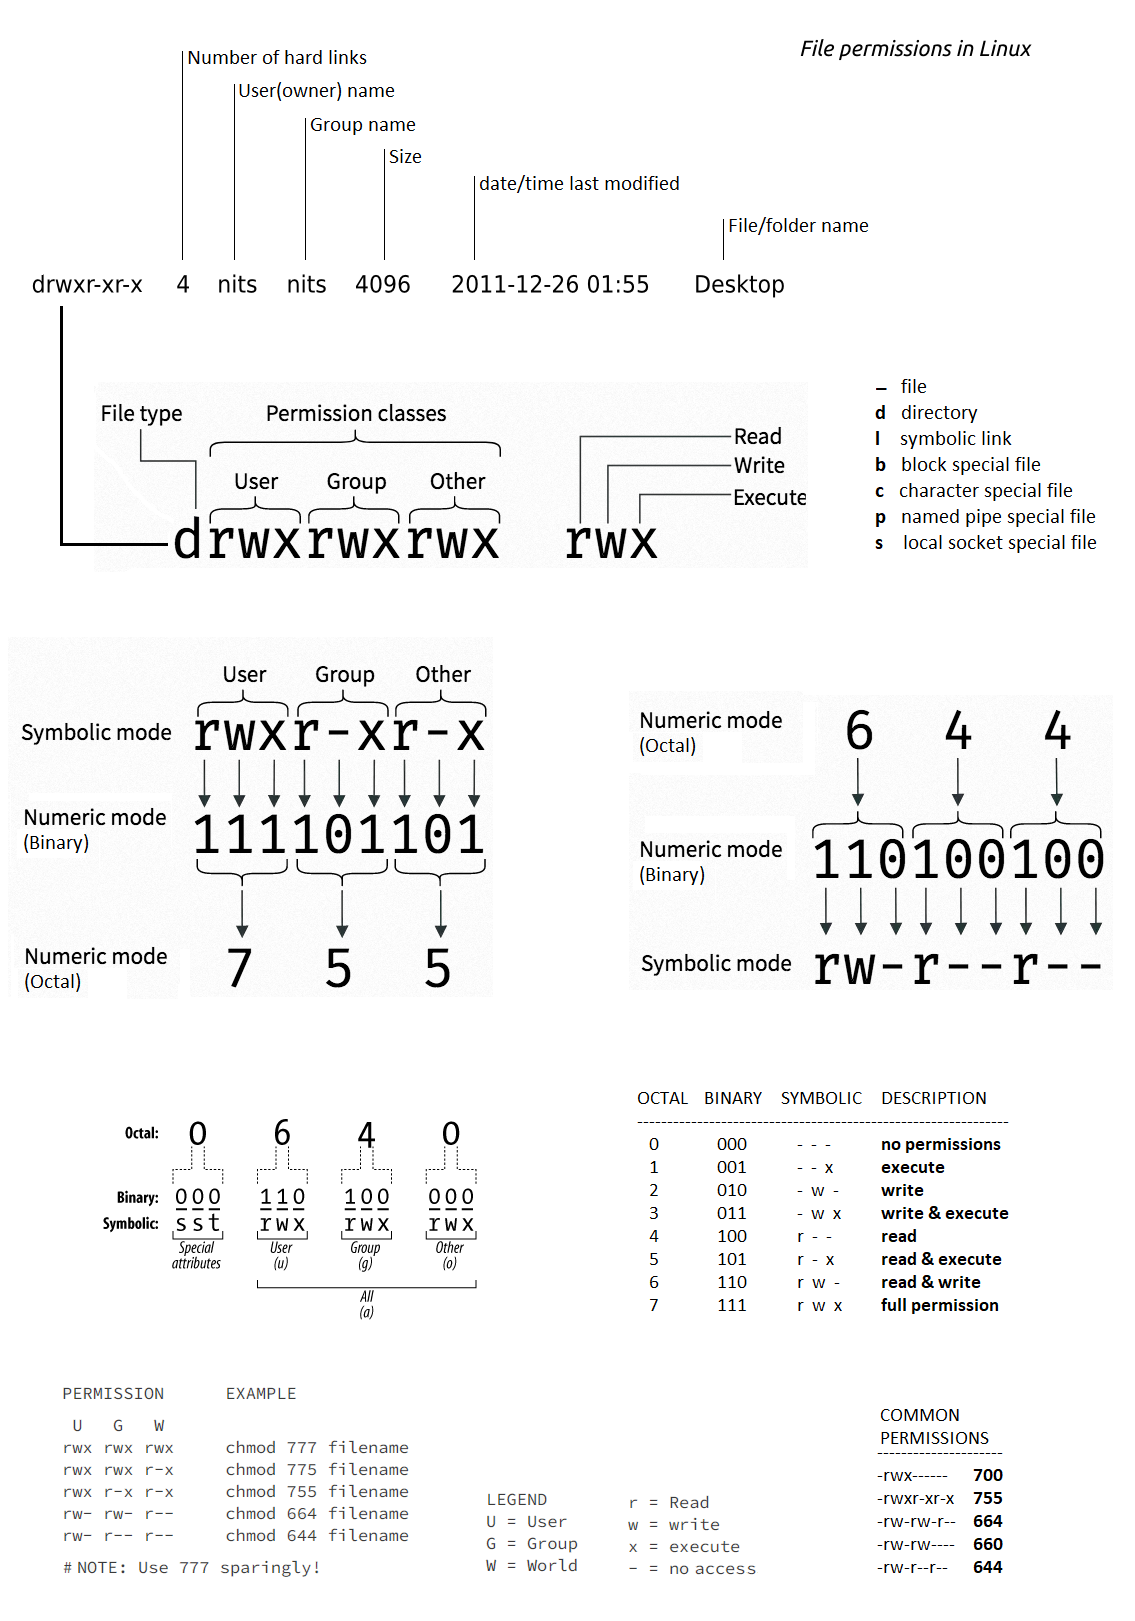 File permissions in Linux
Number of hard links
User(owner) name
Group name
Size
date/time last modified
File/folder name
drwxr-xr-x 4 nits nits 4096 2011-12-26 01:55 Desktop
File type
Permission classes
User Group Other
drwxrwxrwx
Read
Write
Execute
rwx
– file
d directory
l symbolic link
b block special file
c character special file
p named pipe special file
s local socket special file
User Group Other
Symbolic mode rwxr-xr-x
Numeric mode 111101101
(Binary)
Numeric mode 7 5 5
(Octal)
Numeric mode 6 4 4
(Octal)
Numeric mode 110100100
(Binary)
Symbolic mode rw-r--r--
Octal: 0 6 4 0
Binary: 000 110 100 000
Symbolic: sst rwx rwx rwx
Special User Group Other
attributes (u) (g) (o)
All
(a)
OCTAL BINARY SYMBOLIC DESCRIPTION
--------------------------------------------------------------
0 000 - - - no permissions
1 001 - - x execute
2 010 - w - write
3 011 - w x write & execute
4 100 r - - read
5 101 r - x read & execute
6 110 r w - read & write
7 111 r w x full permission
PERMISSION EXAMPLE
U G W
rwx rwx rwx chmod 777 filename
rwx rwx r-x chmod 775 filename
rwx r-x r-x chmod 755 filename
rw- rw- r-- chmod 664 filename
rw- r-- r-- chmod 644 filename
# NOTE: Use 777 sparingly!
LEGEND
U = User
G = Group
W = World
r = Read
w = write
x = execute
- = no access
COMMON
PERMISSIONS
---------------------
-rwx------ 700
-rwxr-xr-x 755
-rw-rw-r-- 664
-rw-rw---- 660
-rw-r--r-- 644